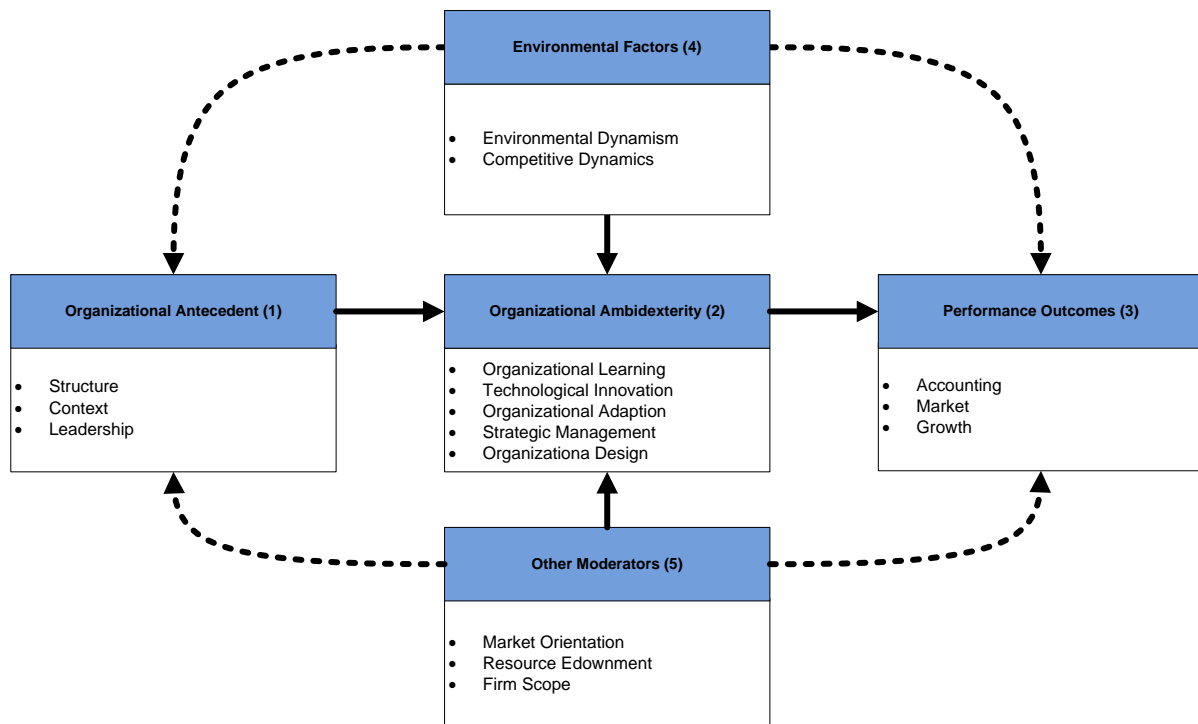 Environmental Factors (4)
• Environmental Dynamism
• Competitive Dynamics
Organizational Antecedent (1)
• Structure
• Context
• Leadership
Organizational Ambidexterity (2)
• Organizational Learning
• Technological Innovation
• Organizational Adaption
• Strategic Management
• Organizationa Design
Performance Outcomes (3)
• Accounting
• Market
• Growth
Other Moderators (5)
• Market Orientation
• Resource Edownment
• Firm Scope